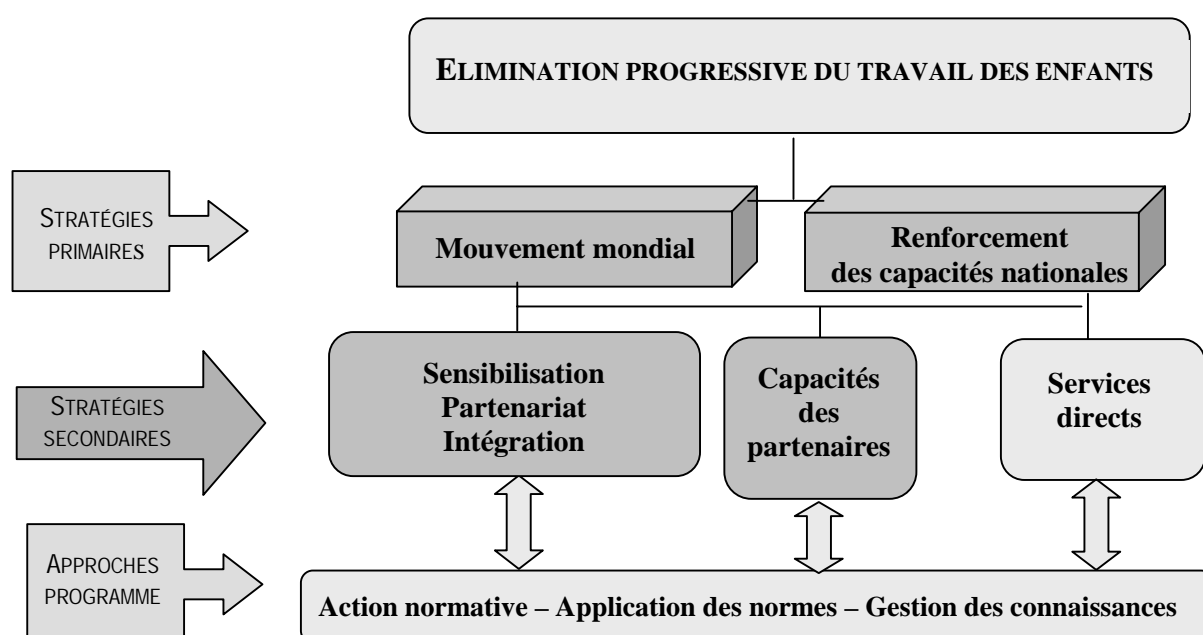 ELIMINATION PROGRESSIVE DU TRAVAIL DES ENFANTS
STRATÉGIES
PRIMAIRES
Mouvement mondial
Renforcement
des capacités nationales
STRATÉGIES
SECONDAIRES
Sensibilisation
Partenariat
Intégration
Capacités
des
partenaires
Services
directs
APPROCHES
PROGRAMME
Action normative – Application des normes – Gestion des connaissances